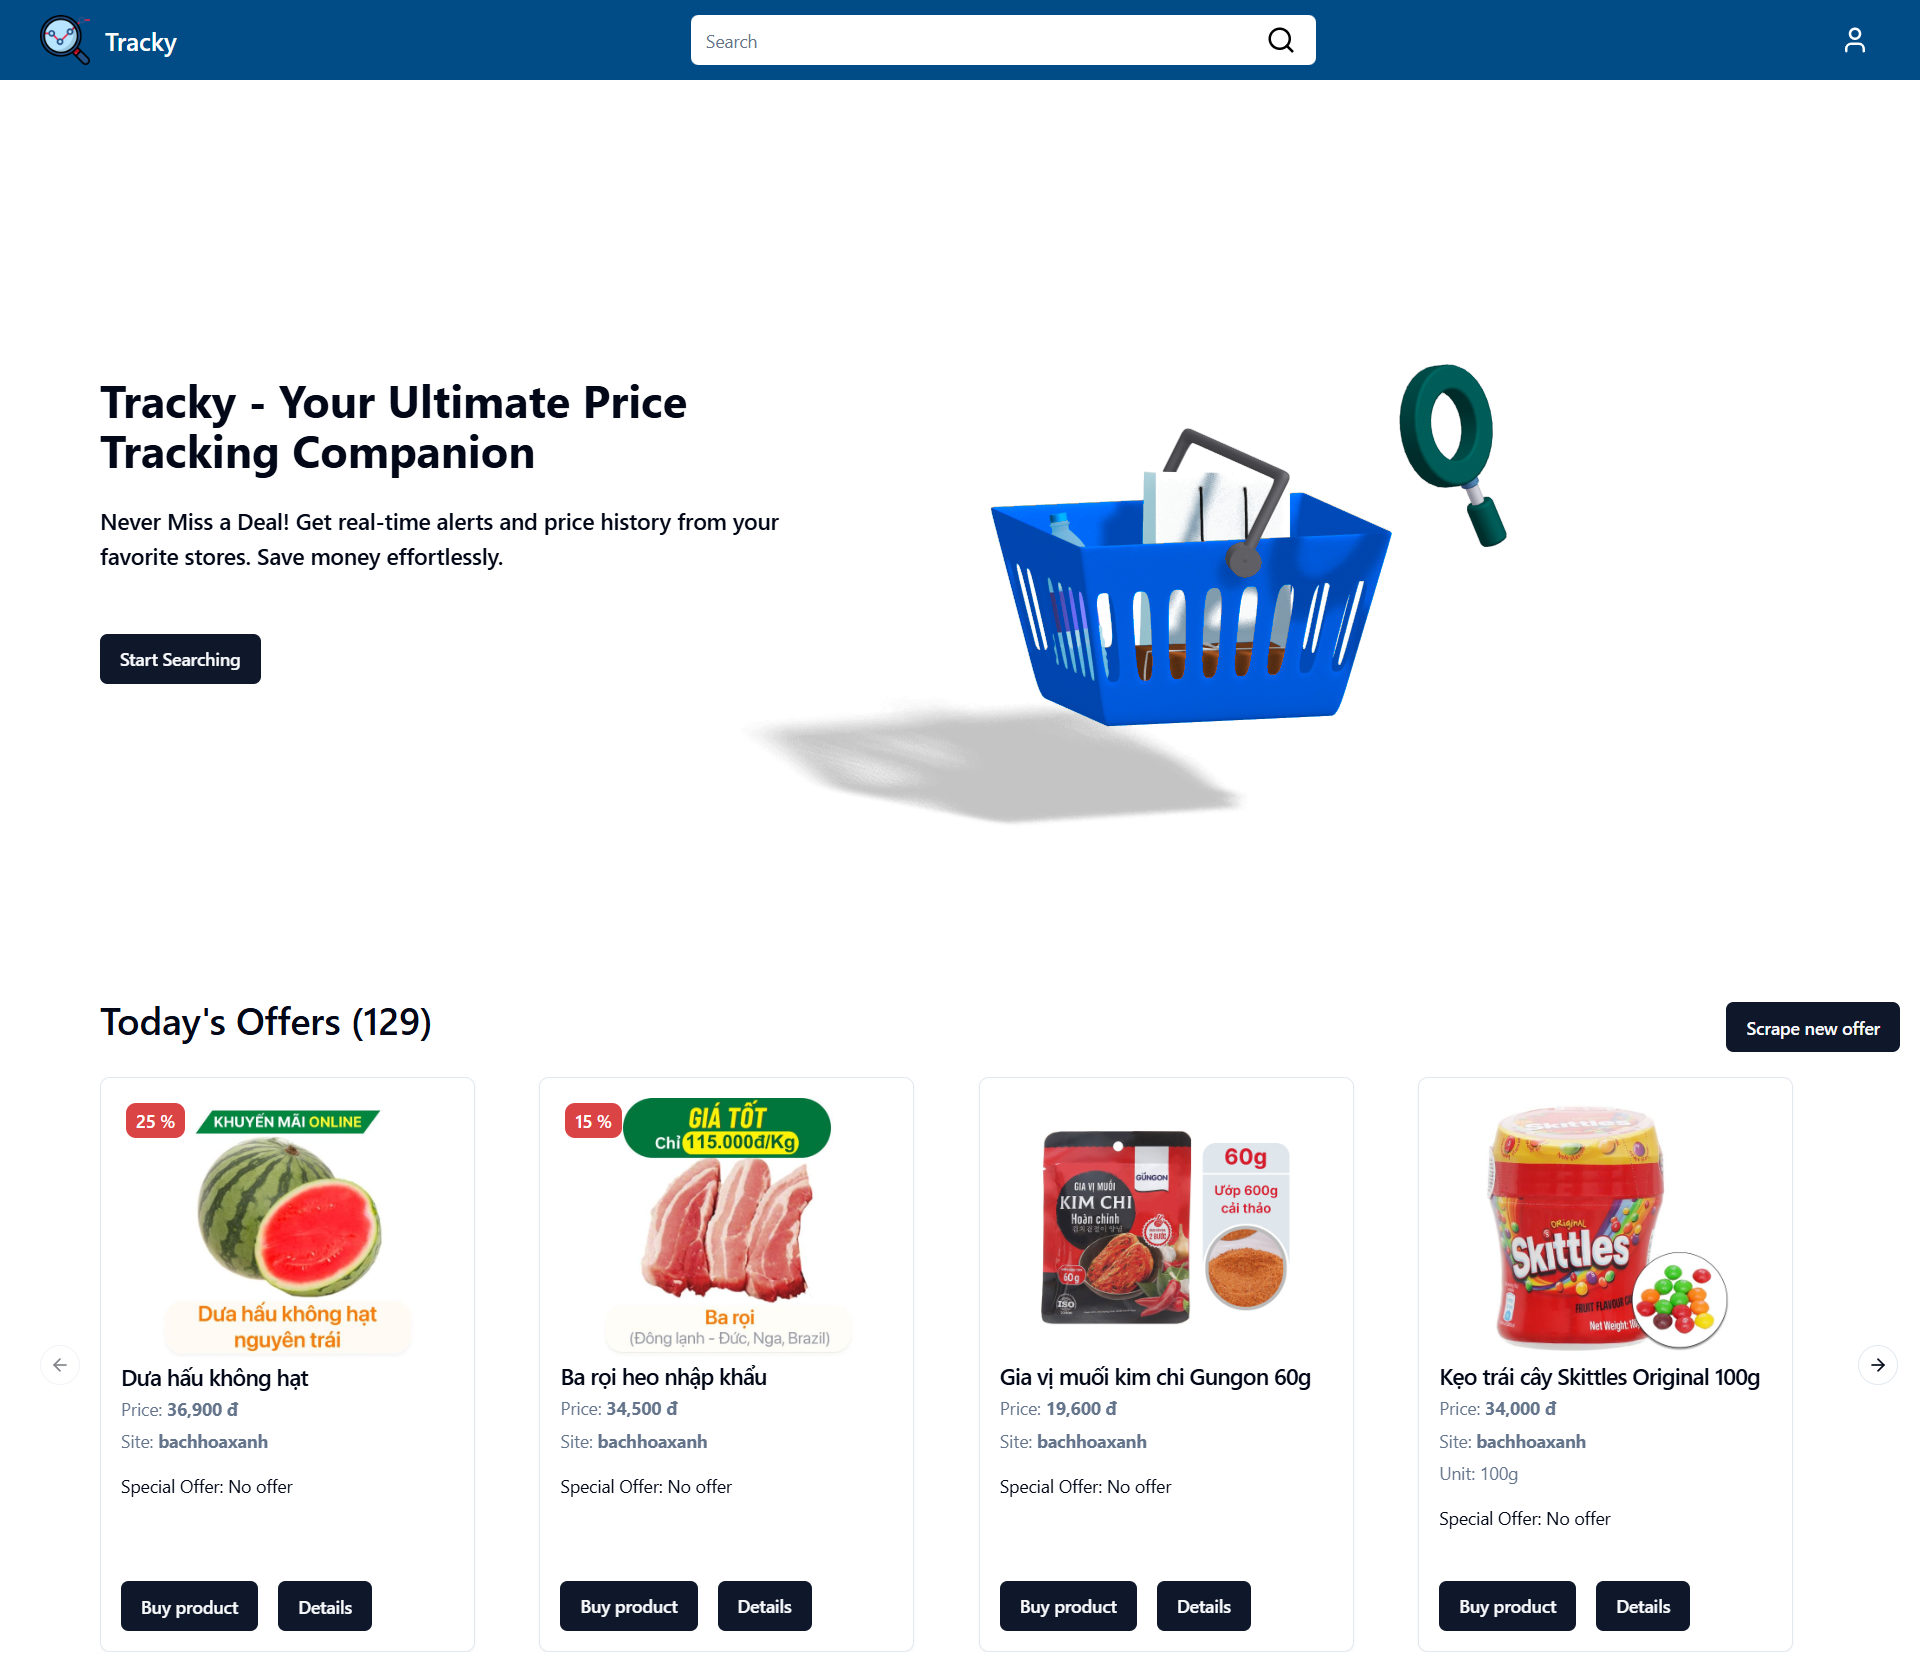 Tracky
Search
Tracky - Your Ultimate Price
Tracking Companion
Never Miss a Deal! Get real-time alerts and price history from your
favorite stores. Save money effortlessly.
Start Searching
Today's Offers (129)
Scrape new offer
25 %
KHUYẾN MÃI ONLINE
Dưa hấu không hạt
nguyên trái
Dưa hấu không hạt
Price: 36,900 đ
Site: bachhoaxanh
Special Offer: No offer
Buy product
Details
15 %
GIÁ TỐT
Chỉ 115.000đ/Kg
Ba rọi
(Đông lạnh - Đức, Nga, Brazil)
Ba rọi heo nhập khẩu
Price: 34,500 đ
Site: bachhoaxanh
Special Offer: No offer
Buy product
Details
GUNGON
GIA VỊ MUỐI
KIM CHI
Hoàn chỉnh
60g
ISO
60g
Ướp 600g
cải thảo
Gia vị muối kim chi Gungon 60g
Price: 19,600 đ
Site: bachhoaxanh
Special Offer: No offer
Buy product
Details
Skittles
ORIGINAL
Skittles
FRUIT FLAVOUR
Net Weight:
Kẹo trái cây Skittles Original 100g
Price: 34,000 đ
Site: bachhoaxanh
Unit: 100g
Special Offer: No offer
Buy product
Details